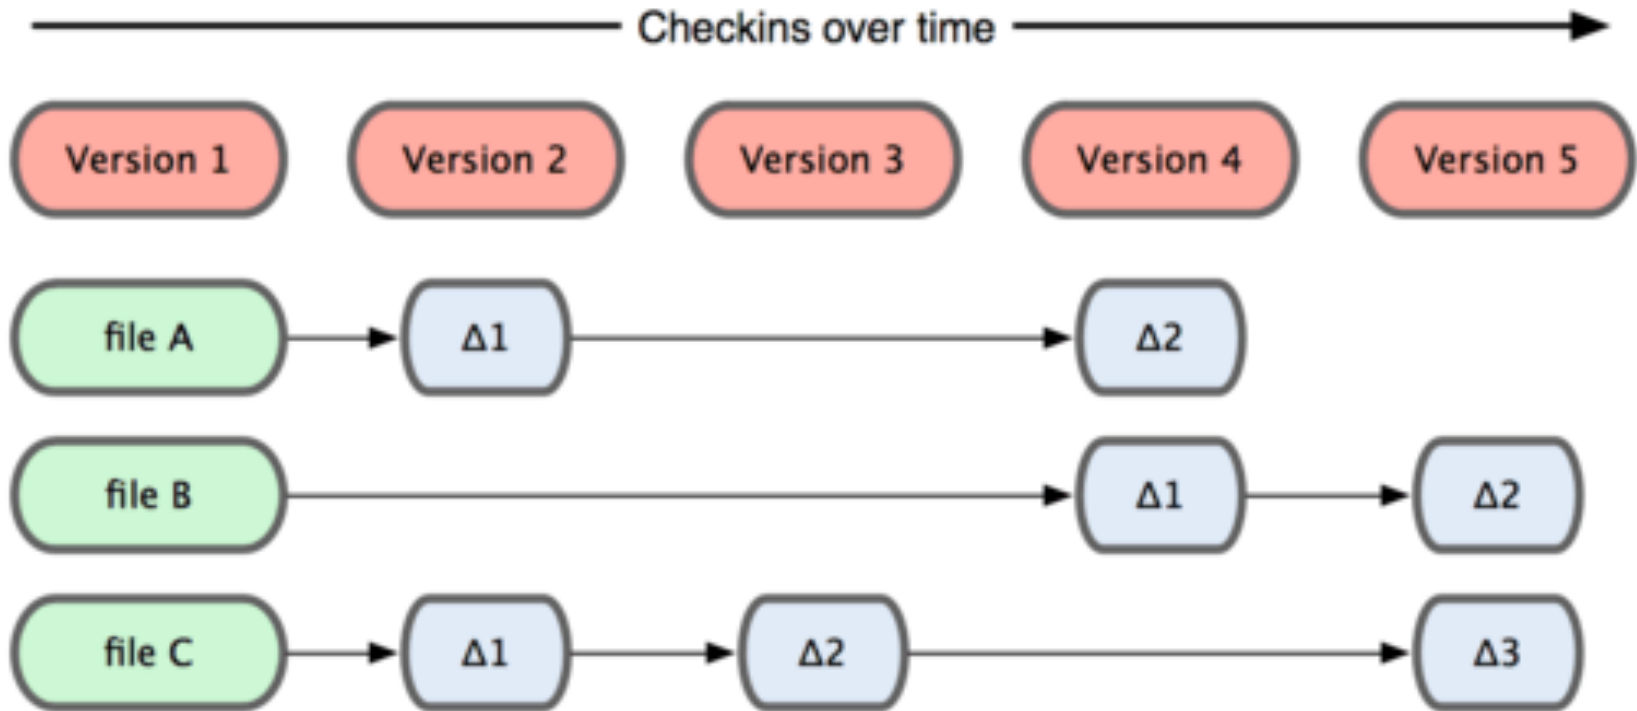 Checkins over time
Version 1 Version 2 Version 3 Version 4 Version 5
file A Δ1 Δ2
file B Δ1 Δ2
file C Δ1 Δ2 Δ3